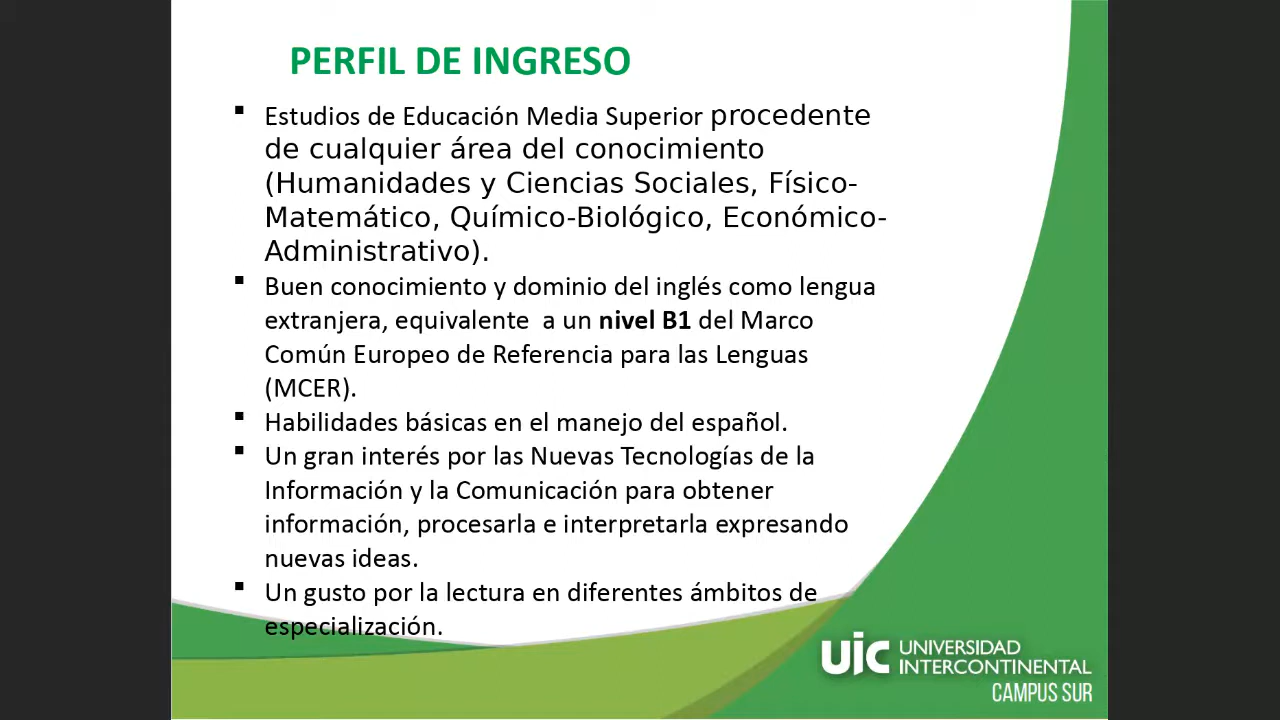 PERFIL DE INGRESO
▪ Estudios de Educación Media Superior procedente
de cualquier área del conocimiento
(Humanidades y Ciencias Sociales, Físico-
Matemático, Químico-Biológico, Económico-
Administrativo).
▪ Buen conocimiento y dominio del inglés como lengua
extranjera, equivalente  a un nivel B1 del Marco
Común Europeo de Referencia para las Lenguas
(MCER).
▪ Habilidades básicas en el manejo del español.
▪ Un gran interés por las Nuevas Tecnologías de la
Información y la Comunicación para obtener
información, procesarla e interpretarla expresando
nuevas ideas.
▪ Un gusto por la lectura en diferentes ámbitos de
especialización.
uic UNIVERSIDAD
INTERCONTINENTAL
CAMPUS SUR